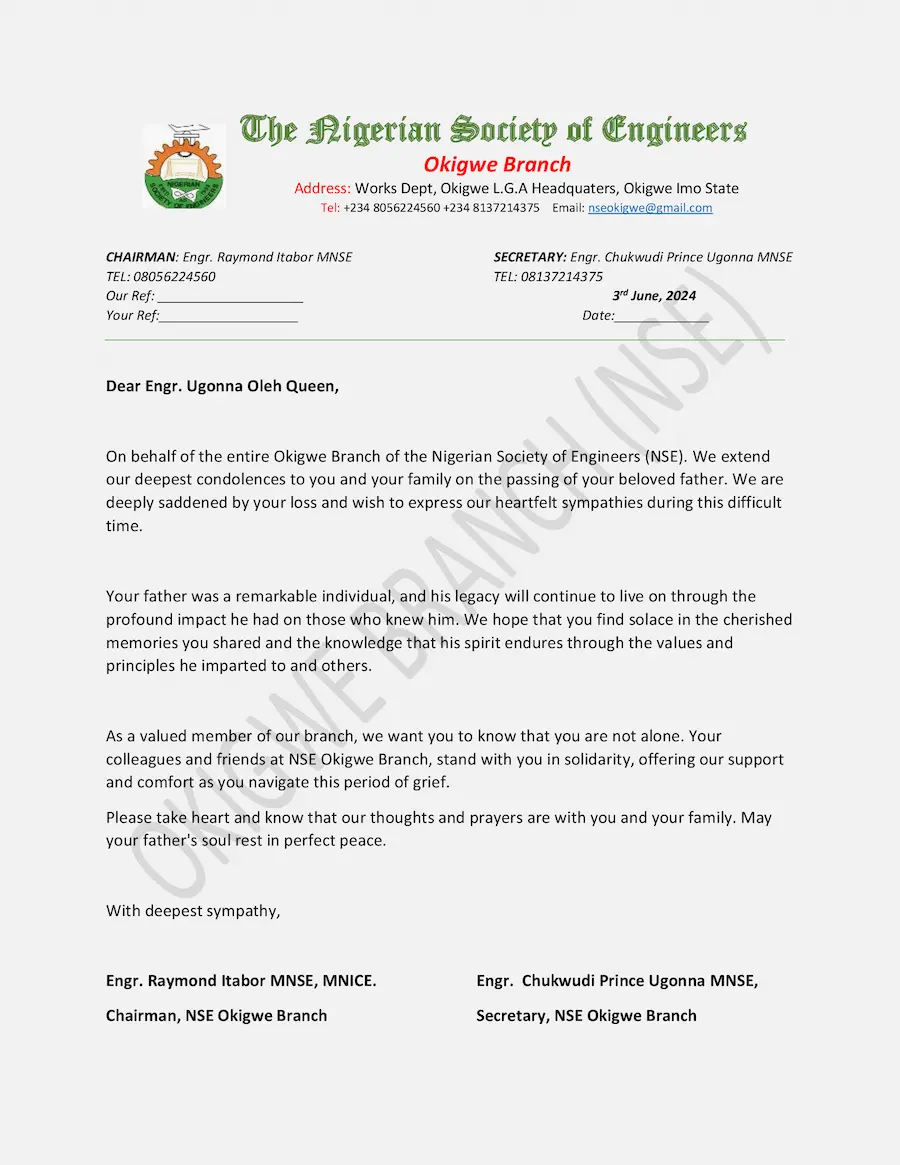 The Nigerian Society of Engineers
Okigwe Branch
Address: Works Dept, Okigwe L.G.A Headquaters, Okigwe Imo State
Tel: +234 8056224560 +234 8137214375 Email: nseokigwe@gmail.com
NIGERIAN
SOCIETY OF ENGINEERS
CHAIRMAN: Engr. Raymond Itabor MNSE
SECRETARY: Engr. Chukwudi Prince Ugonna MNSE
TEL: 08056224560
TEL: 08137214375
Our Ref: ____________________
3rd June, 2024
Your Ref:___________________
Date:_____________
Dear Engr. Ugonna Oleh Queen,
On behalf of the entire Okigwe Branch of the Nigerian Society of Engineers (NSE). We extend
our deepest condolences to you and your family on the passing of your beloved father. We are
deeply saddened by your loss and wish to express our heartfelt sympathies during this difficult
time.
Your father was a remarkable individual, and his legacy will continue to live on through the
profound impact he had on those who knew him. We hope that you find solace in the cherished
memories you shared and the knowledge that his spirit endures through the values and
principles he imparted to and others.
As a valued member of our branch, we want you to know that you are not alone. Your
colleagues and friends at NSE Okigwe Branch, stand with you in solidarity, offering our support
and comfort as you navigate this period of grief.
Please take heart and know that our thoughts and prayers are with you and your family. May
your father's soul rest in perfect peace.
With deepest sympathy,
Engr. Raymond Itabor MNSE, MNICE.
Engr. Chukwudi Prince Ugonna MNSE,
Chairman, NSE Okigwe Branch
Secretary, NSE Okigwe Branch
OKIGWE BRANCH (NSE)